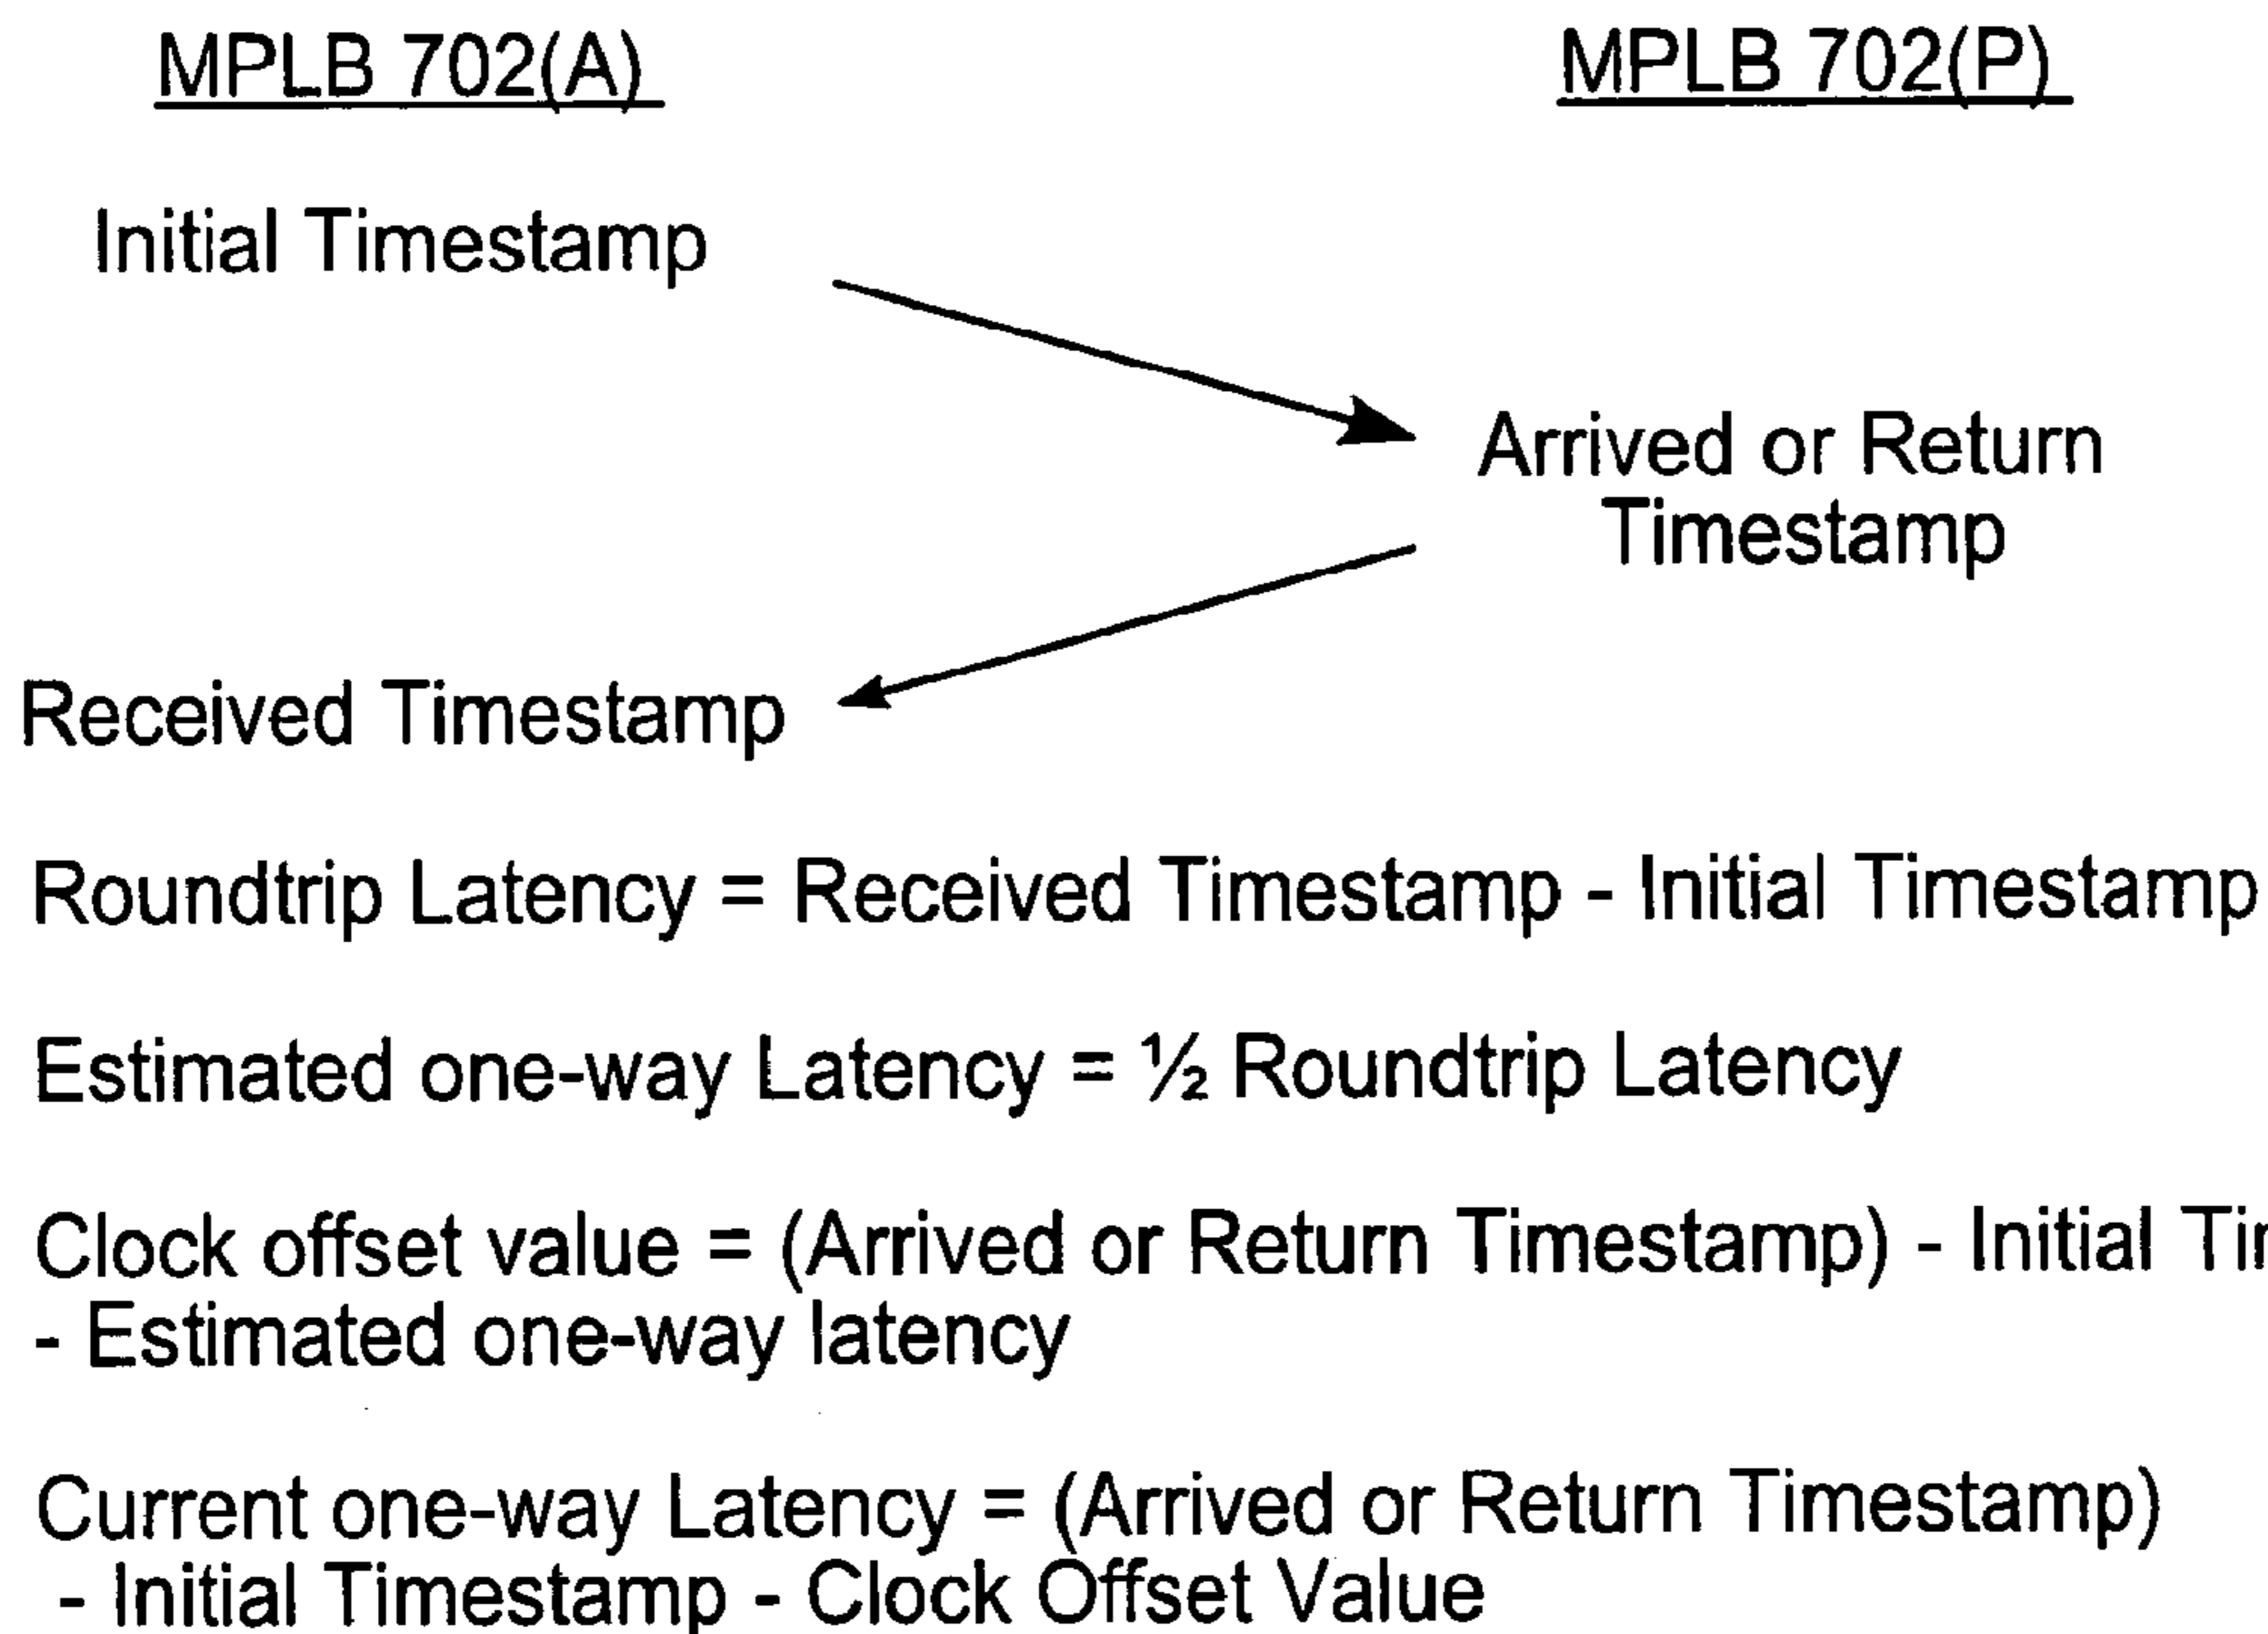 MPLB 702(A)
MPLB 702(P)
Initial Timestamp
Arrived or Return
Timestamp
Received Timestamp
Roundtrip Latency = Received Timestamp - Initial Timestamp
Estimated one-way Latency = ½ Roundtrip Latency
Clock offset value = (Arrived or Return Timestamp) - Initial
- Estimated one-way latency
Current one-way Latency = (Arrived or Return Timestamp)
- Initial Timestamp - Clock Offset Value